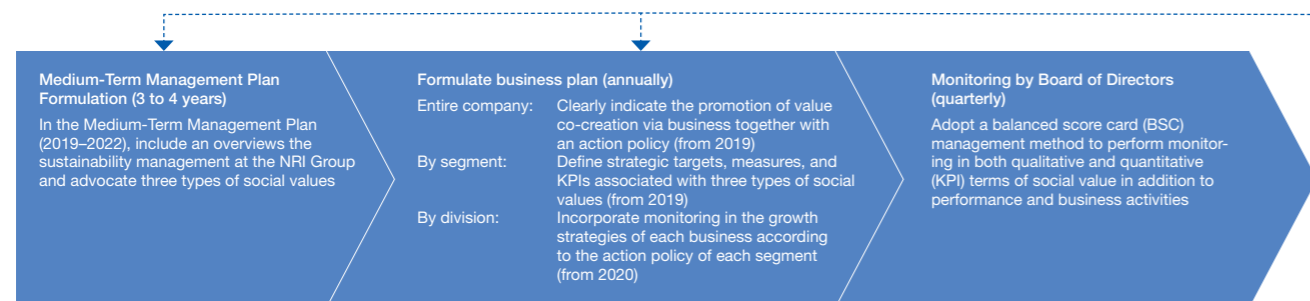 Medium-Term Management Plan
Formulation (3 to 4 years)
In the Medium-Term Management Plan
(2019–2022), include an overviews the
sustainability management at the NRI Group
and advocate three types of social values
Formulate business plan (annually)
Entire company: Clearly indicate the promotion of value
co-creation via business together with
an action policy (from 2019)
By segment: Define strategic targets, measures, and
KPIs associated with three types of social
values (from 2019)
By division: Incorporate monitoring in the growth
strategies of each business according
to the action policy of each segment
(from 2020)
Monitoring by Board of Directors
(quarterly)
Adopt a balanced score card (BSC)
management method to perform monitor-
ing in both qualitative and quantitative
(KPI) terms of social value in addition to
performance and business activities